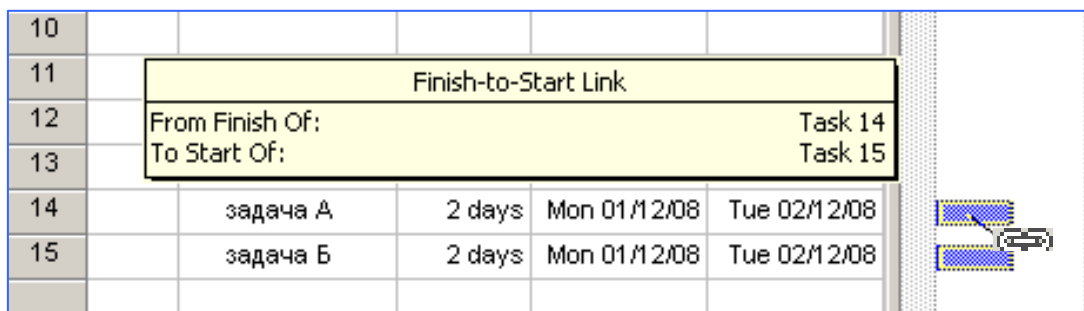 10
11
Finish-to-Start Link
12
From Finish Of: Task 14
13
To Start Of: Task 15
14 задача А 2 days Mon 01/12/08 Tue 02/12/08
15 задача Б 2 days Mon 01/12/08 Tue 02/12/08